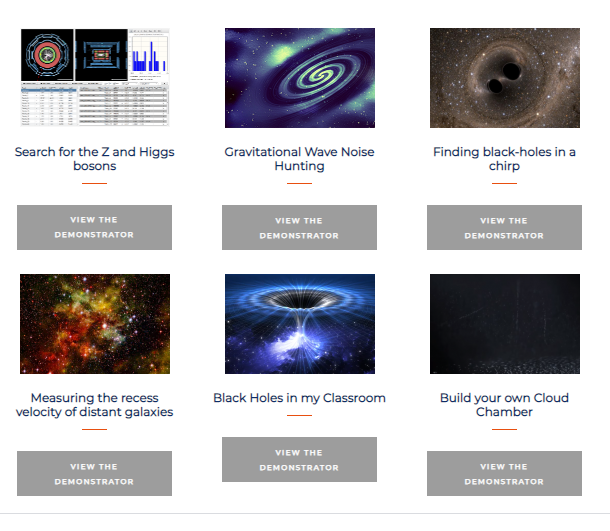 Search for the Z and Higgs
bosons
VIEW THE
DEMONSTRATOR
Gravitational Wave Noise
Hunting
VIEW THE
DEMONSTRATOR
Finding black-holes in a
chirp
VIEW THE
DEMONSTRATOR
Measuring the recess
velocity of distant galaxies
VIEW THE
DEMONSTRATOR
Black Holes in my Classroom
VIEW THE
DEMONSTRATOR
Build your own Cloud
Chamber
VIEW THE
DEMONSTRATOR